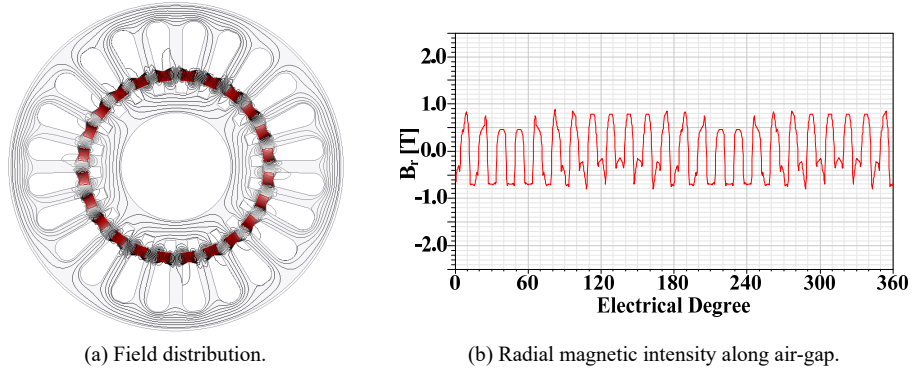 2.0
1.0
0.0
-1.0
-2.0
B_r [T]
0 60 120 180 240 300 360
Electrical Degree
(a) Field distribution.
(b) Radial magnetic intensity along air-gap.